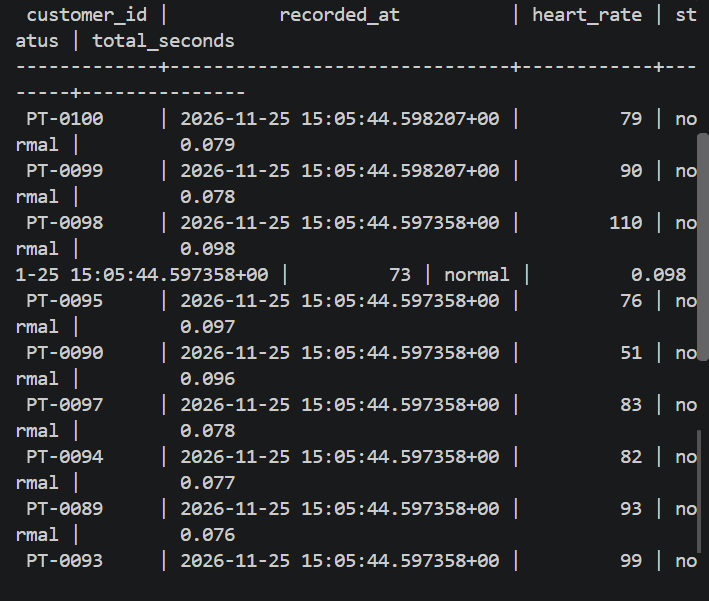 customer_id |          recorded_at          | heart_rate | st
atus | total_seconds
-------------+-------------------------------+------------+---
-----+---------------
 PT-0100     | 2026-11-25 15:05:44.598207+00 |         79 | no
rmal |         0.079
 PT-0099     | 2026-11-25 15:05:44.598207+00 |         90 | no
rmal |         0.078
 PT-0098     | 2026-11-25 15:05:44.597358+00 |        110 | no
rmal |         0.098
1-25 15:05:44.597358+00 |         73 | normal |         0.098
 PT-0095     | 2026-11-25 15:05:44.597358+00 |         76 | no
rmal |         0.097
 PT-0090     | 2026-11-25 15:05:44.597358+00 |         51 | no
rmal |         0.096
 PT-0097     | 2026-11-25 15:05:44.597358+00 |         83 | no
rmal |         0.078
 PT-0094     | 2026-11-25 15:05:44.597358+00 |         82 | no
rmal |         0.077
 PT-0089     | 2026-11-25 15:05:44.597358+00 |         93 | no
rmal |         0.076
 PT-0093     | 2026-11-25 15:05:44.597358+00 |         99 | no